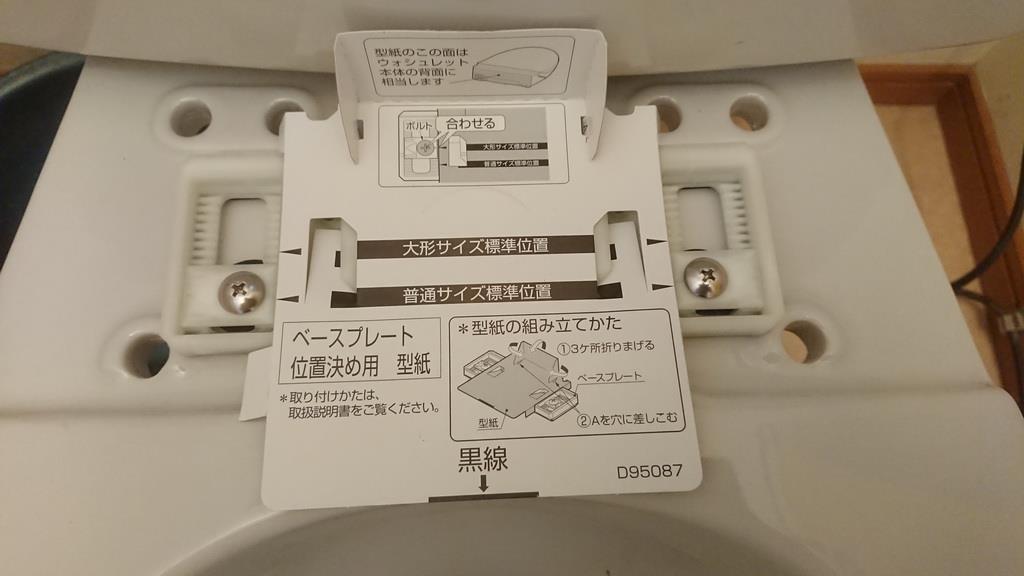 型紙のこの面は
ウォシュレット
本体の背面に
相当します
ボルト
合わせる
大形サイズ標準位置
普通サイズ標準位置
大形サイズ標準位置
普通サイズ標準位置
ベースプレート
位置決め用 型紙
*取り付けかたは、
取扱説明書をご覧ください。
*型紙の組み立てかた
①3ケ所折りまげる
ベースプレート
型紙
②Aを穴に差しこむ
黒線
D95087